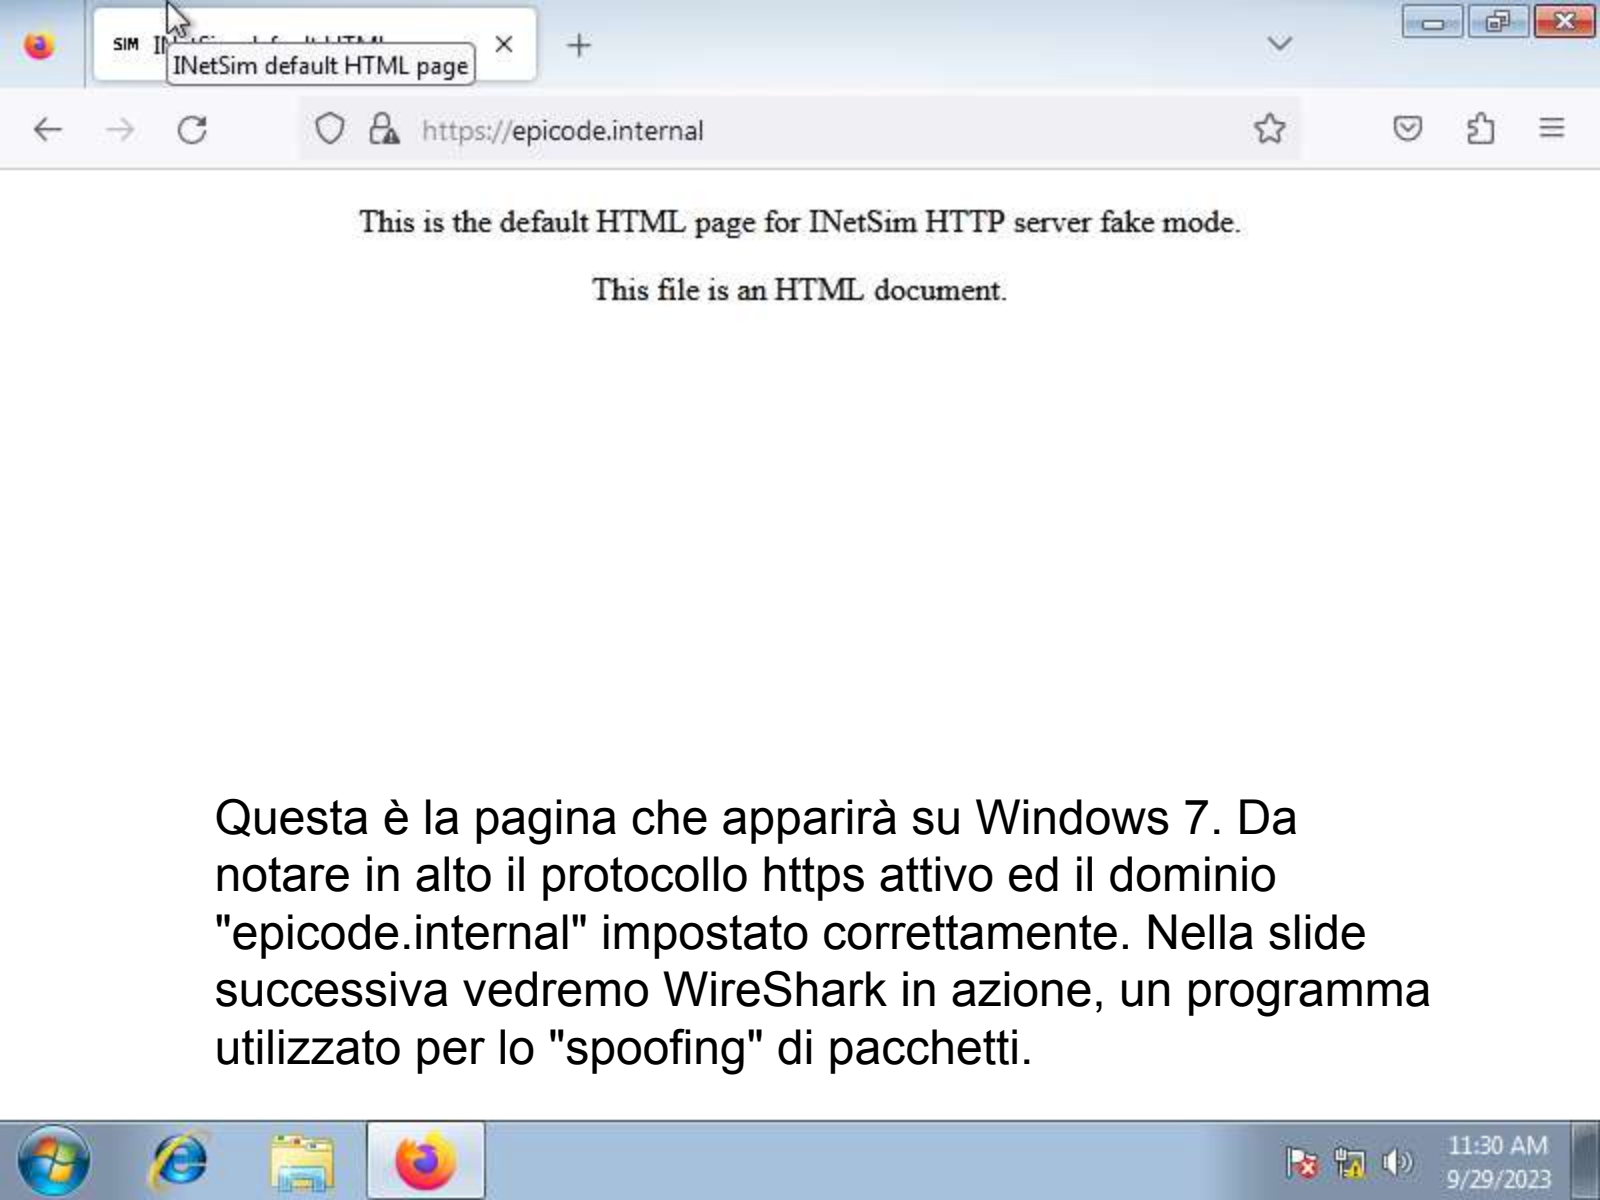 SIM
INetSim default HTML page
https://epicode.internal
This is the default HTML page for INetSim HTTP server fake mode.
This file is an HTML document.
Questa è la pagina che apparirà su Windows 7. Da
notare in alto il protocollo https attivo ed il dominio
"epicode.internal" impostato correttamente. Nella slide
successiva vedremo WireShark in azione, un programma
utilizzato per lo "spoofing" di pacchetti.
11:30 AM
9/29/2023